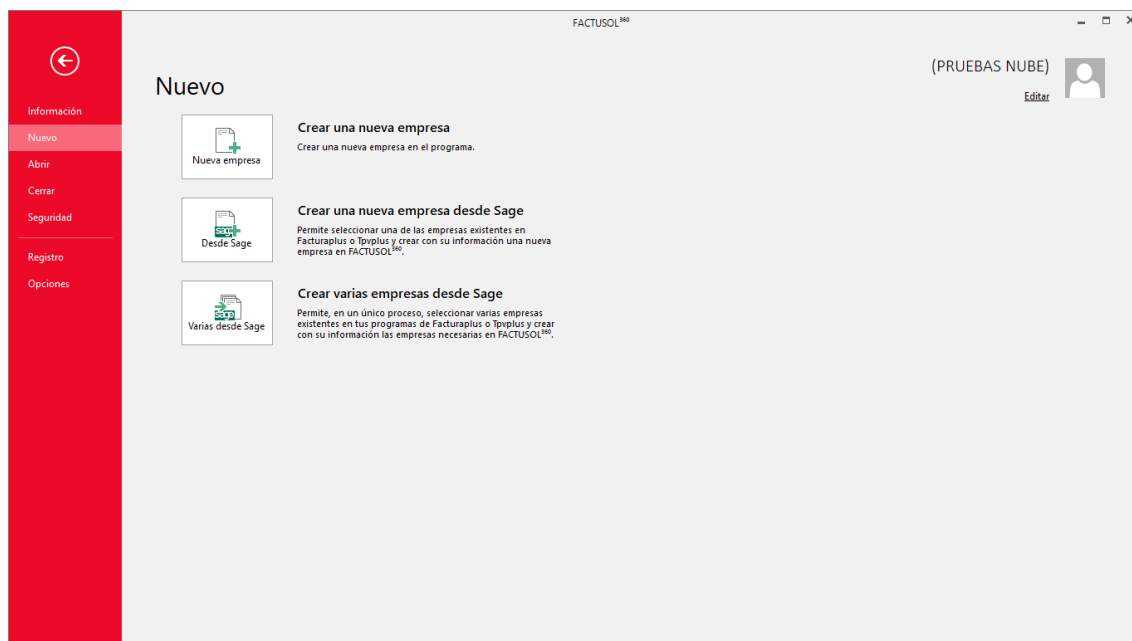 FACTUSOL³⁶⁰
(PRUEBAS NUBE)
Editar
Información
Nuevo
Abrir
Cerrar
Seguridad
Registro
Opciones
Nuevo
Nueva empresa
Crear una nueva empresa
Crear una nueva empresa en el programa.
sage
Desde Sage
Crear una nueva empresa desde Sage
Permite seleccionar una de las empresas existentes en
Facturaplus o Tpvplus y crear con su información una nueva
empresa en FACTUSOL³⁶⁰.
sage
Varias desde Sage
Crear varias empresas desde Sage
Permite, en un único proceso, seleccionar varias empresas
existentes en tus programas de Facturaplus o Tpvplus y crear
con su información las empresas necesarias en FACTUSOL³⁶⁰.